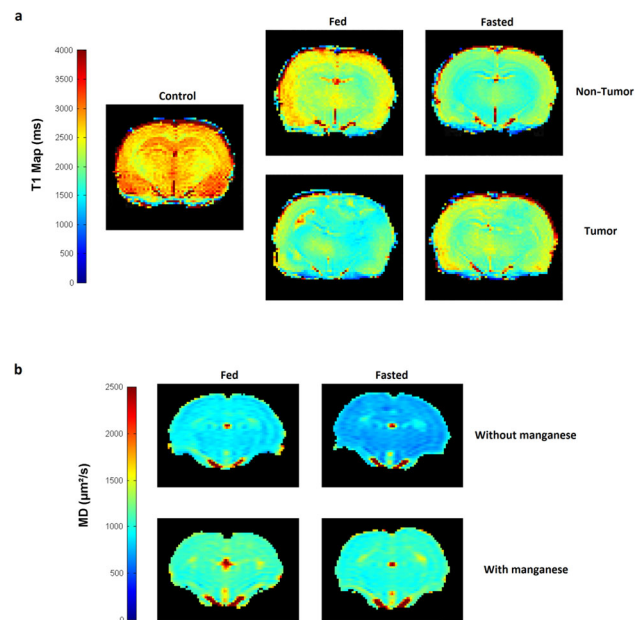 a
Fed
Fasted
4000
3500
3000
2500
2000
1500
1000
500
0
T1 Map (ms)
Control
Non-Tumor
Tumor
b
Fed
Fasted
2500
2000
1500
1000
500
0
MD (μm²/s)
Without manganese
With manganese